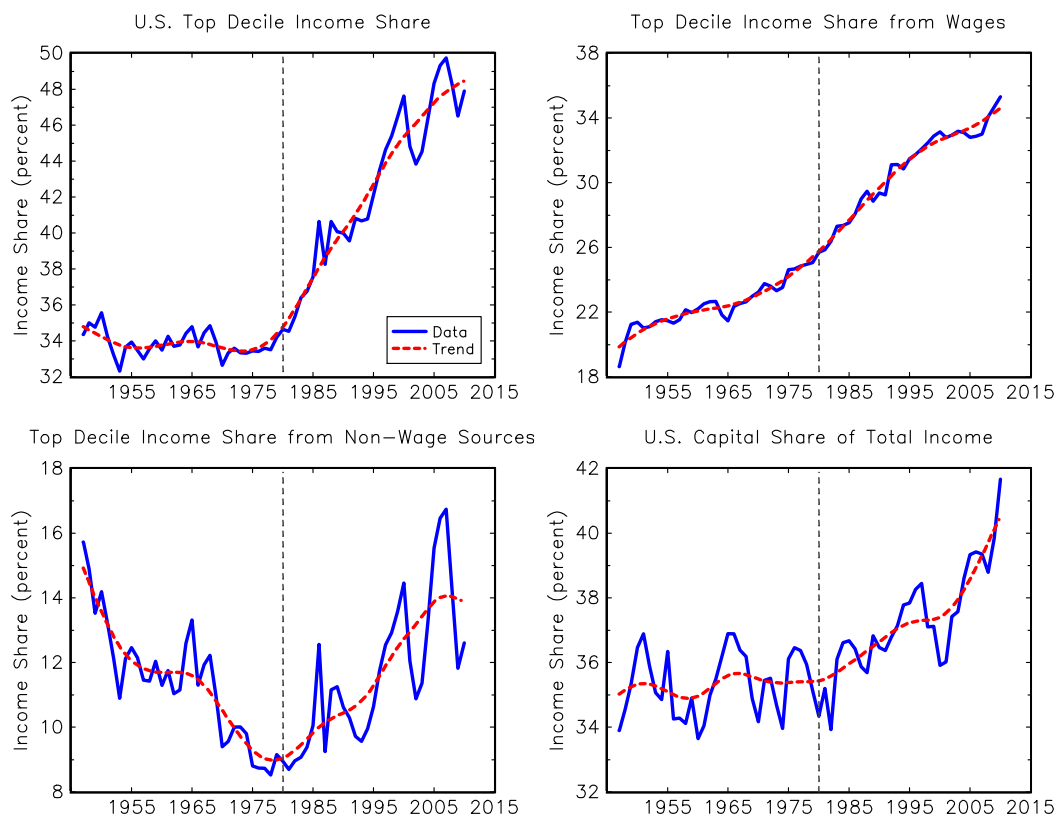 U.S. Top Decile Income Share
Income Share (percent)
50
48
46
44
42
40
38
36
34
32
1955 1965 1975 1985 1995 2005 2015
Data
Trend
Top Decile Income Share from Wages
Income Share (percent)
38
34
30
26
22
18
1955 1965 1975 1985 1995 2005 2015
Top Decile Income Share from Non-Wage Sources
Income Share (percent)
18
16
14
12
10
8
1955 1965 1975 1985 1995 2005 2015
U.S. Capital Share of Total Income
Income Share (percent)
42
40
38
36
34
32
1955 1965 1975 1985 1995 2005 2015